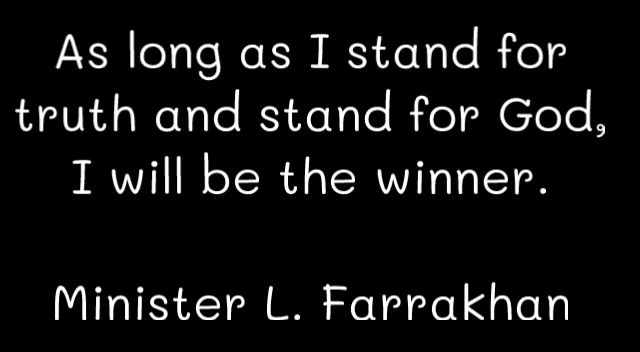 As long as I stand for
truth and stand for God,
I will be the winner.
Minister L. Farrakhan